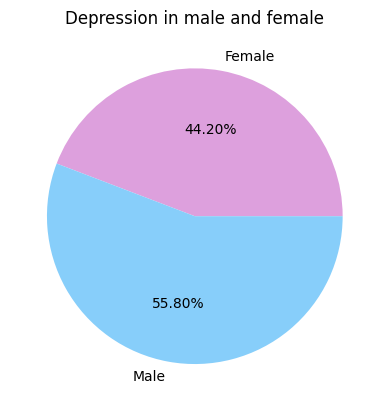 Depression in male and female
Female
44.20%
55.80%
Male